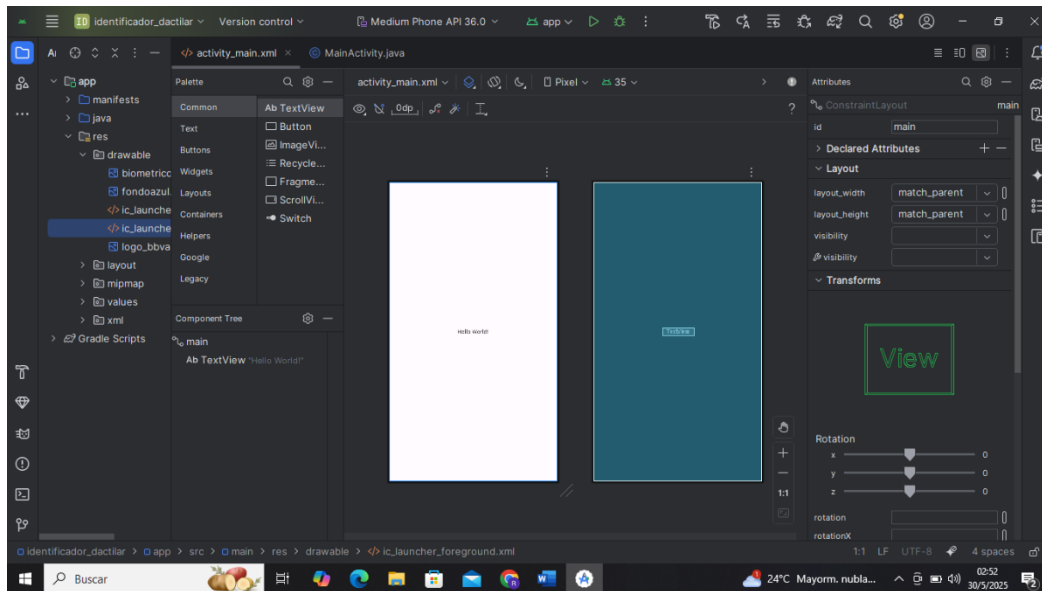 ID identificador_dactilar Version control Medium Phone API 36.0 app
activity_main.xml MainActivity.java
app
manifests
java
res
drawable
biometricc
fondoazul.
ic_launche
ic_launche
logo_bbva
layout
mipmap
values
xml
Gradle Scripts
Palette
Common
Text
Buttons
Widgets
Layouts
Containers
Helpers
Google
Legacy
Ab TextView
Button
ImageVi...
Recycle...
Fragme...
ScrollVi...
Switch
Component Tree
main
Ab TextView "Hello World!"
activity_main.xml Pixel 35
0dp
Hello World!
TextView
1:1
Attributes
ConstraintLayout main
id main
Declared Attributes
Layout
layout_width match_parent
layout_height match_parent
visibility
visibility
Transforms
View
Rotation
x 0
y 0
z 0
rotation
rotationX
identificador_dactilar > app > src > main > res > drawable > ic_launcher_foreground.xml 1:1 LF UTF-8 4 spaces
Buscar 24°C Mayorm. nubla... 02:52
30/5/2025 2